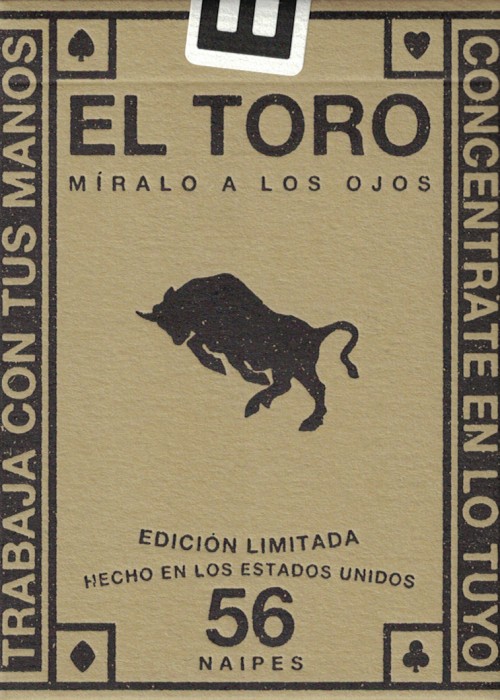 E
EL TORO
MÍRALO A LOS OJOS
TRABAJA CON TUS MANOS
CONCENTRATE EN LO TUYO
EDICIÓN LIMITADA
HECHO EN LOS ESTADOS UNIDOS
56
NAIPES